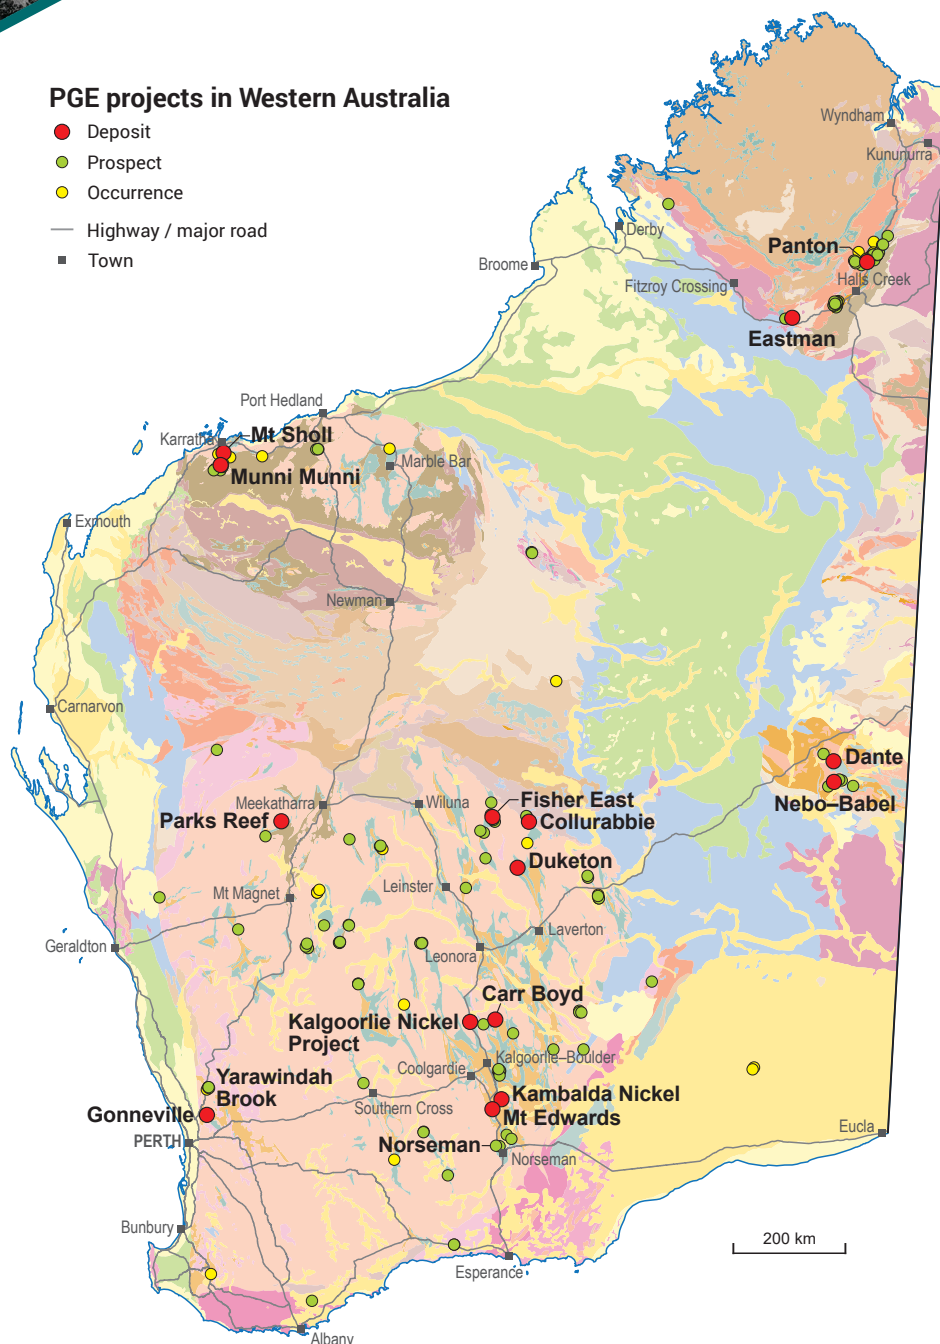 PGE projects in Western Australia
Deposit
Prospect
Occurrence
Highway / major road
Town
Wyndham
Kununurra
Derby
Broome
Panton
Fitzroy Crossing
Halls Creek
Eastman
Port Hedland
Karratha
Mt Sholl
Marble Bar
Munni Munni
Exmouth
Newman
Carnarvon
Dante
Nebo–Babel
Meekatharra
Wiluna
Fisher East
Parks Reef
Collurabbie
Duketon
Leinster
Mt Magnet
Laverton
Geraldton
Leonora
Carr Boyd
Kalgoorlie Nickel
Project
Kalgoorlie–Boulder
Coolgardie
Yarawindah
Brook
Kambalda Nickel
Southern Cross
Gonneville
Mt Edwards
Eucla
PERTH
Norseman
Norseman
Bunbury
200 km
Esperance
Albany